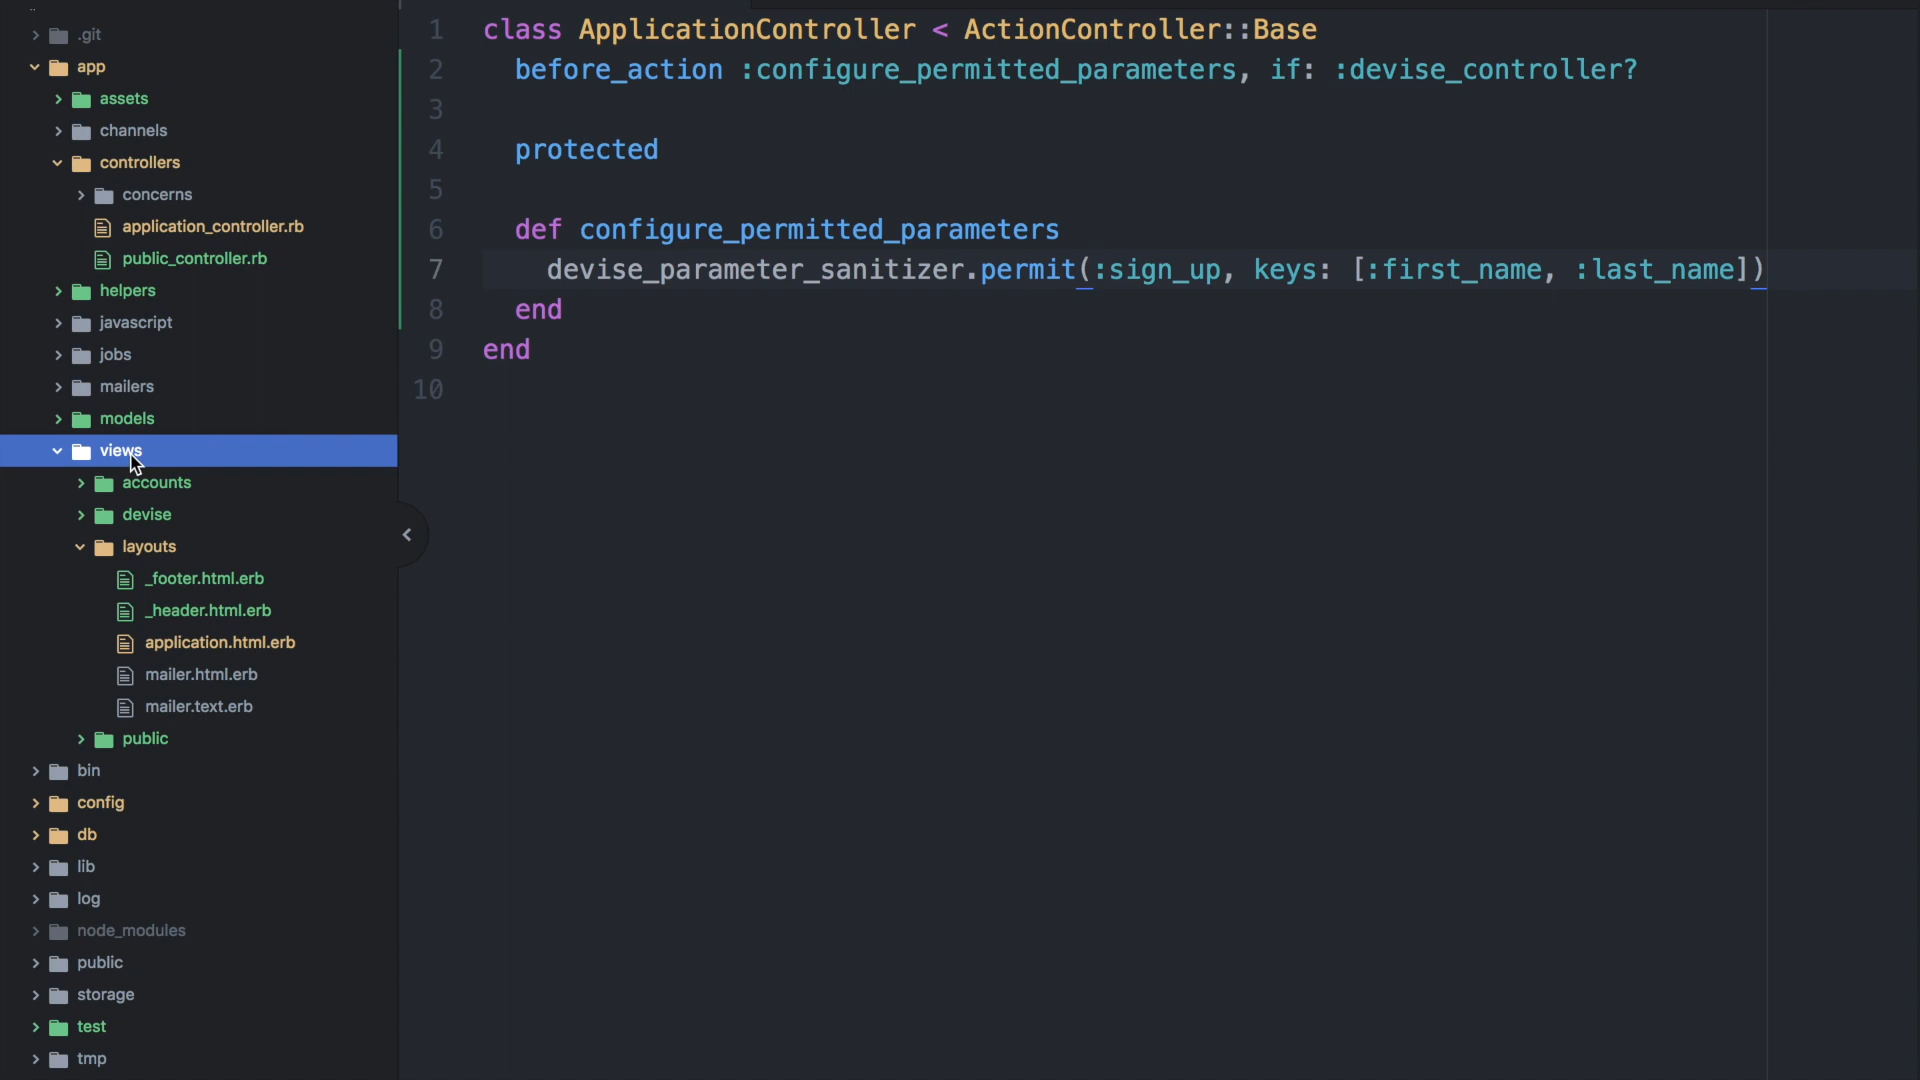 .git
app
assets
channels
controllers
concerns
application_controller.rb
public_controller.rb
helpers
javascript
jobs
mailers
models
views
accounts
devise
layouts
_footer.html.erb
_header.html.erb
application.html.erb
mailer.html.erb
mailer.text.erb
public
bin
config
db
lib
log
node_modules
public
storage
test
tmp
1 class ApplicationController < ActionController::Base
2 before_action :configure_permitted_parameters, if: :devise_controller?
3
4 protected
5
6 def configure_permitted_parameters
7 devise_parameter_sanitizer.permit(:sign_up, keys: [:first_name, :last_name])
8 end
9 end
10